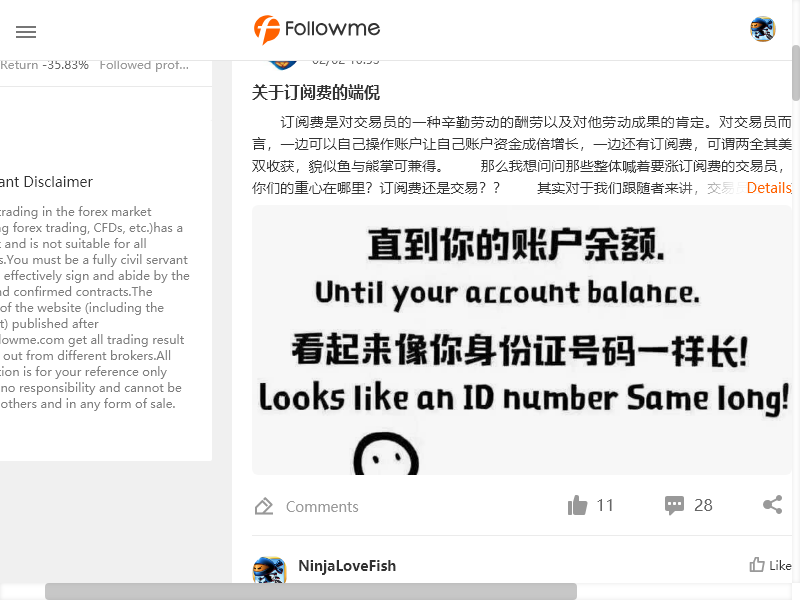 Followme
Return -35.83% Followed prof...
ant Disclaimer
trading in the forex market
g forex trading, CFDs, etc.)has a
and is not suitable for all
s.You must be a fully civil servant
effectively sign and abide by the
nd confirmed contracts.The
of the website (including the
t) published after
lowme.com get all trading result
out from different brokers.All
tion is for your reference only
no responsibility and cannot be
others and in any form of sale.
关于订阅费的端倪
订阅费是对交易员的一种辛勤劳动的酬劳以及对他劳动成果的肯定。对交易员而
言，一边可以自己操作账户让自己账户资金成倍增长，一边还有订阅费，可谓两全其美
双收获，貌似鱼与熊掌可兼得。 那么我想问问那些整体喊着要涨订阅费的交易员，
你们的重心在哪里？订阅费还是交易？？ 其实对于我们跟随者来讲，交易 Details
直到你的账户余额.
Until your account balance.
看起来像你身份证号码一样长!
Looks like an ID number Same long!
Comments 11 28
NinjaLoveFish Like